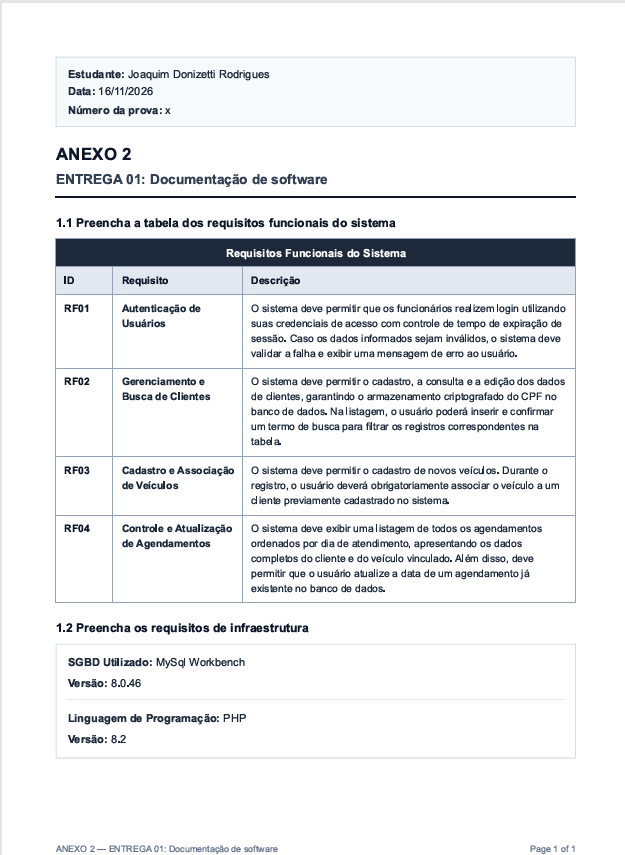 Estudante: Joaquim Donizetti Rodrigues
Data: 16/11/2026
Número da prova: x
ANEXO 2
ENTREGA 01: Documentação de software
1.1 Preencha a tabela dos requisitos funcionais do sistema
Requisitos Funcionais do Sistema
ID Requisito Descrição
RF01 Autenticação de Usuários
O sistema deve permitir que os funcionários realizem login utilizando
suas credenciais de acesso com controle de tempo de expiração de
sessão. Caso os dados informados sejam inválidos, o sistema deve
validar a falha e exibir uma mensagem de erro ao usuário.
RF02 Gerenciamento e Busca de Clientes
O sistema deve permitir o cadastro, a consulta e a edição dos dados
de clientes, garantindo o armazenamento criptografado do CPF no
banco de dados. Na listagem, o usuário poderá inserir e confirmar
um termo de busca para filtrar os registros correspondentes na
tabela.
RF03 Cadastro e Associação de Veículos
O sistema deve permitir o cadastro de novos veículos. Durante o
registro, o usuário deverá obrigatoriamente associar o veículo a um
cliente previamente cadastrado no sistema.
RF04 Controle e Atualização de Agendamentos
O sistema deve exibir uma listagem de todos os agendamentos
ordenados por dia de atendimento, apresentando os dados
completos do cliente e do veículo vinculado. Além disso, deve
permitir que o usuário atualize a data de um agendamento já
existente no banco de dados.
1.2 Preencha os requisitos de infraestrutura
SGBD Utilizado: MySql Workbench
Versão: 8.0.46
Linguagem de Programação: PHP
Versão: 8.2
ANEXO 2 — ENTREGA 01: Documentação de software Page 1 of 1